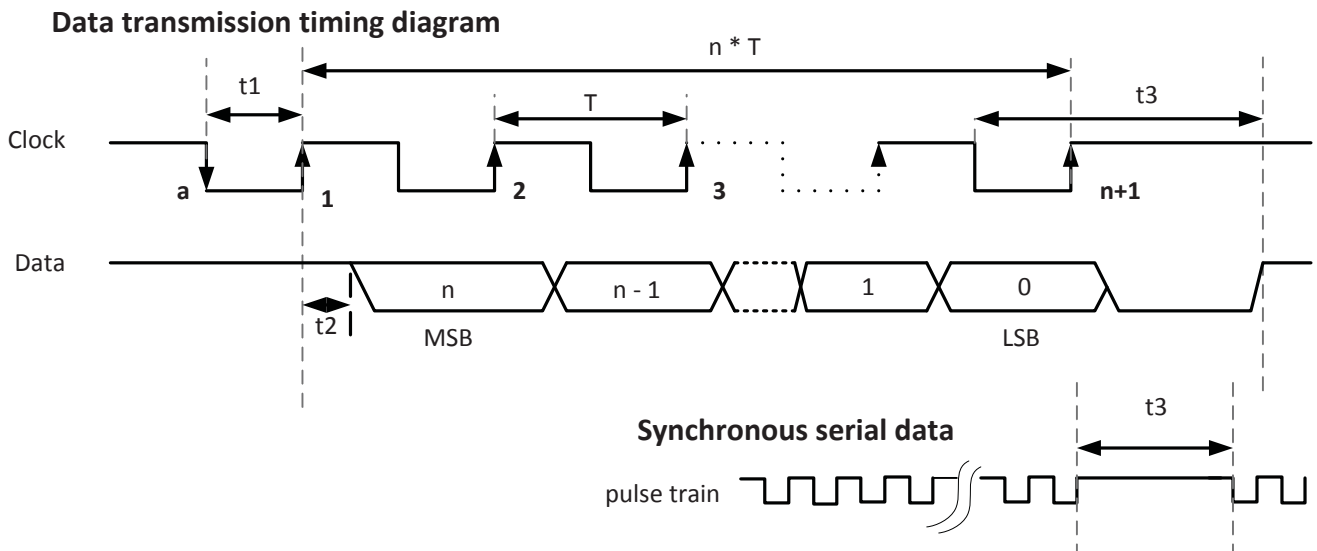 Data transmission timing diagram
n * T
t1
T
t3
Clock
a
1
2
3
n+1
Data
n
n - 1
1
0
t2
MSB
LSB
t3
Synchronous serial data
pulse train